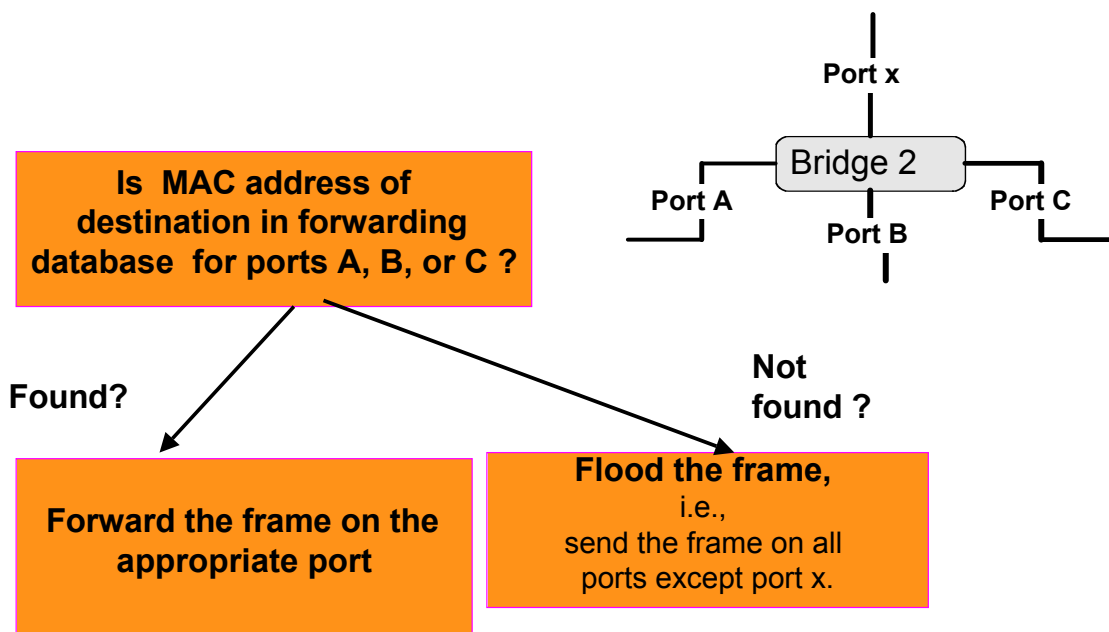 Port x
Bridge 2
Port A
Port B
Port C
Is MAC address of
destination in forwarding
database for ports A, B, or C ?
Found?
Not
found ?
Forward the frame on the
appropriate port
Flood the frame,
i.e.,
send the frame on all
ports except port x.